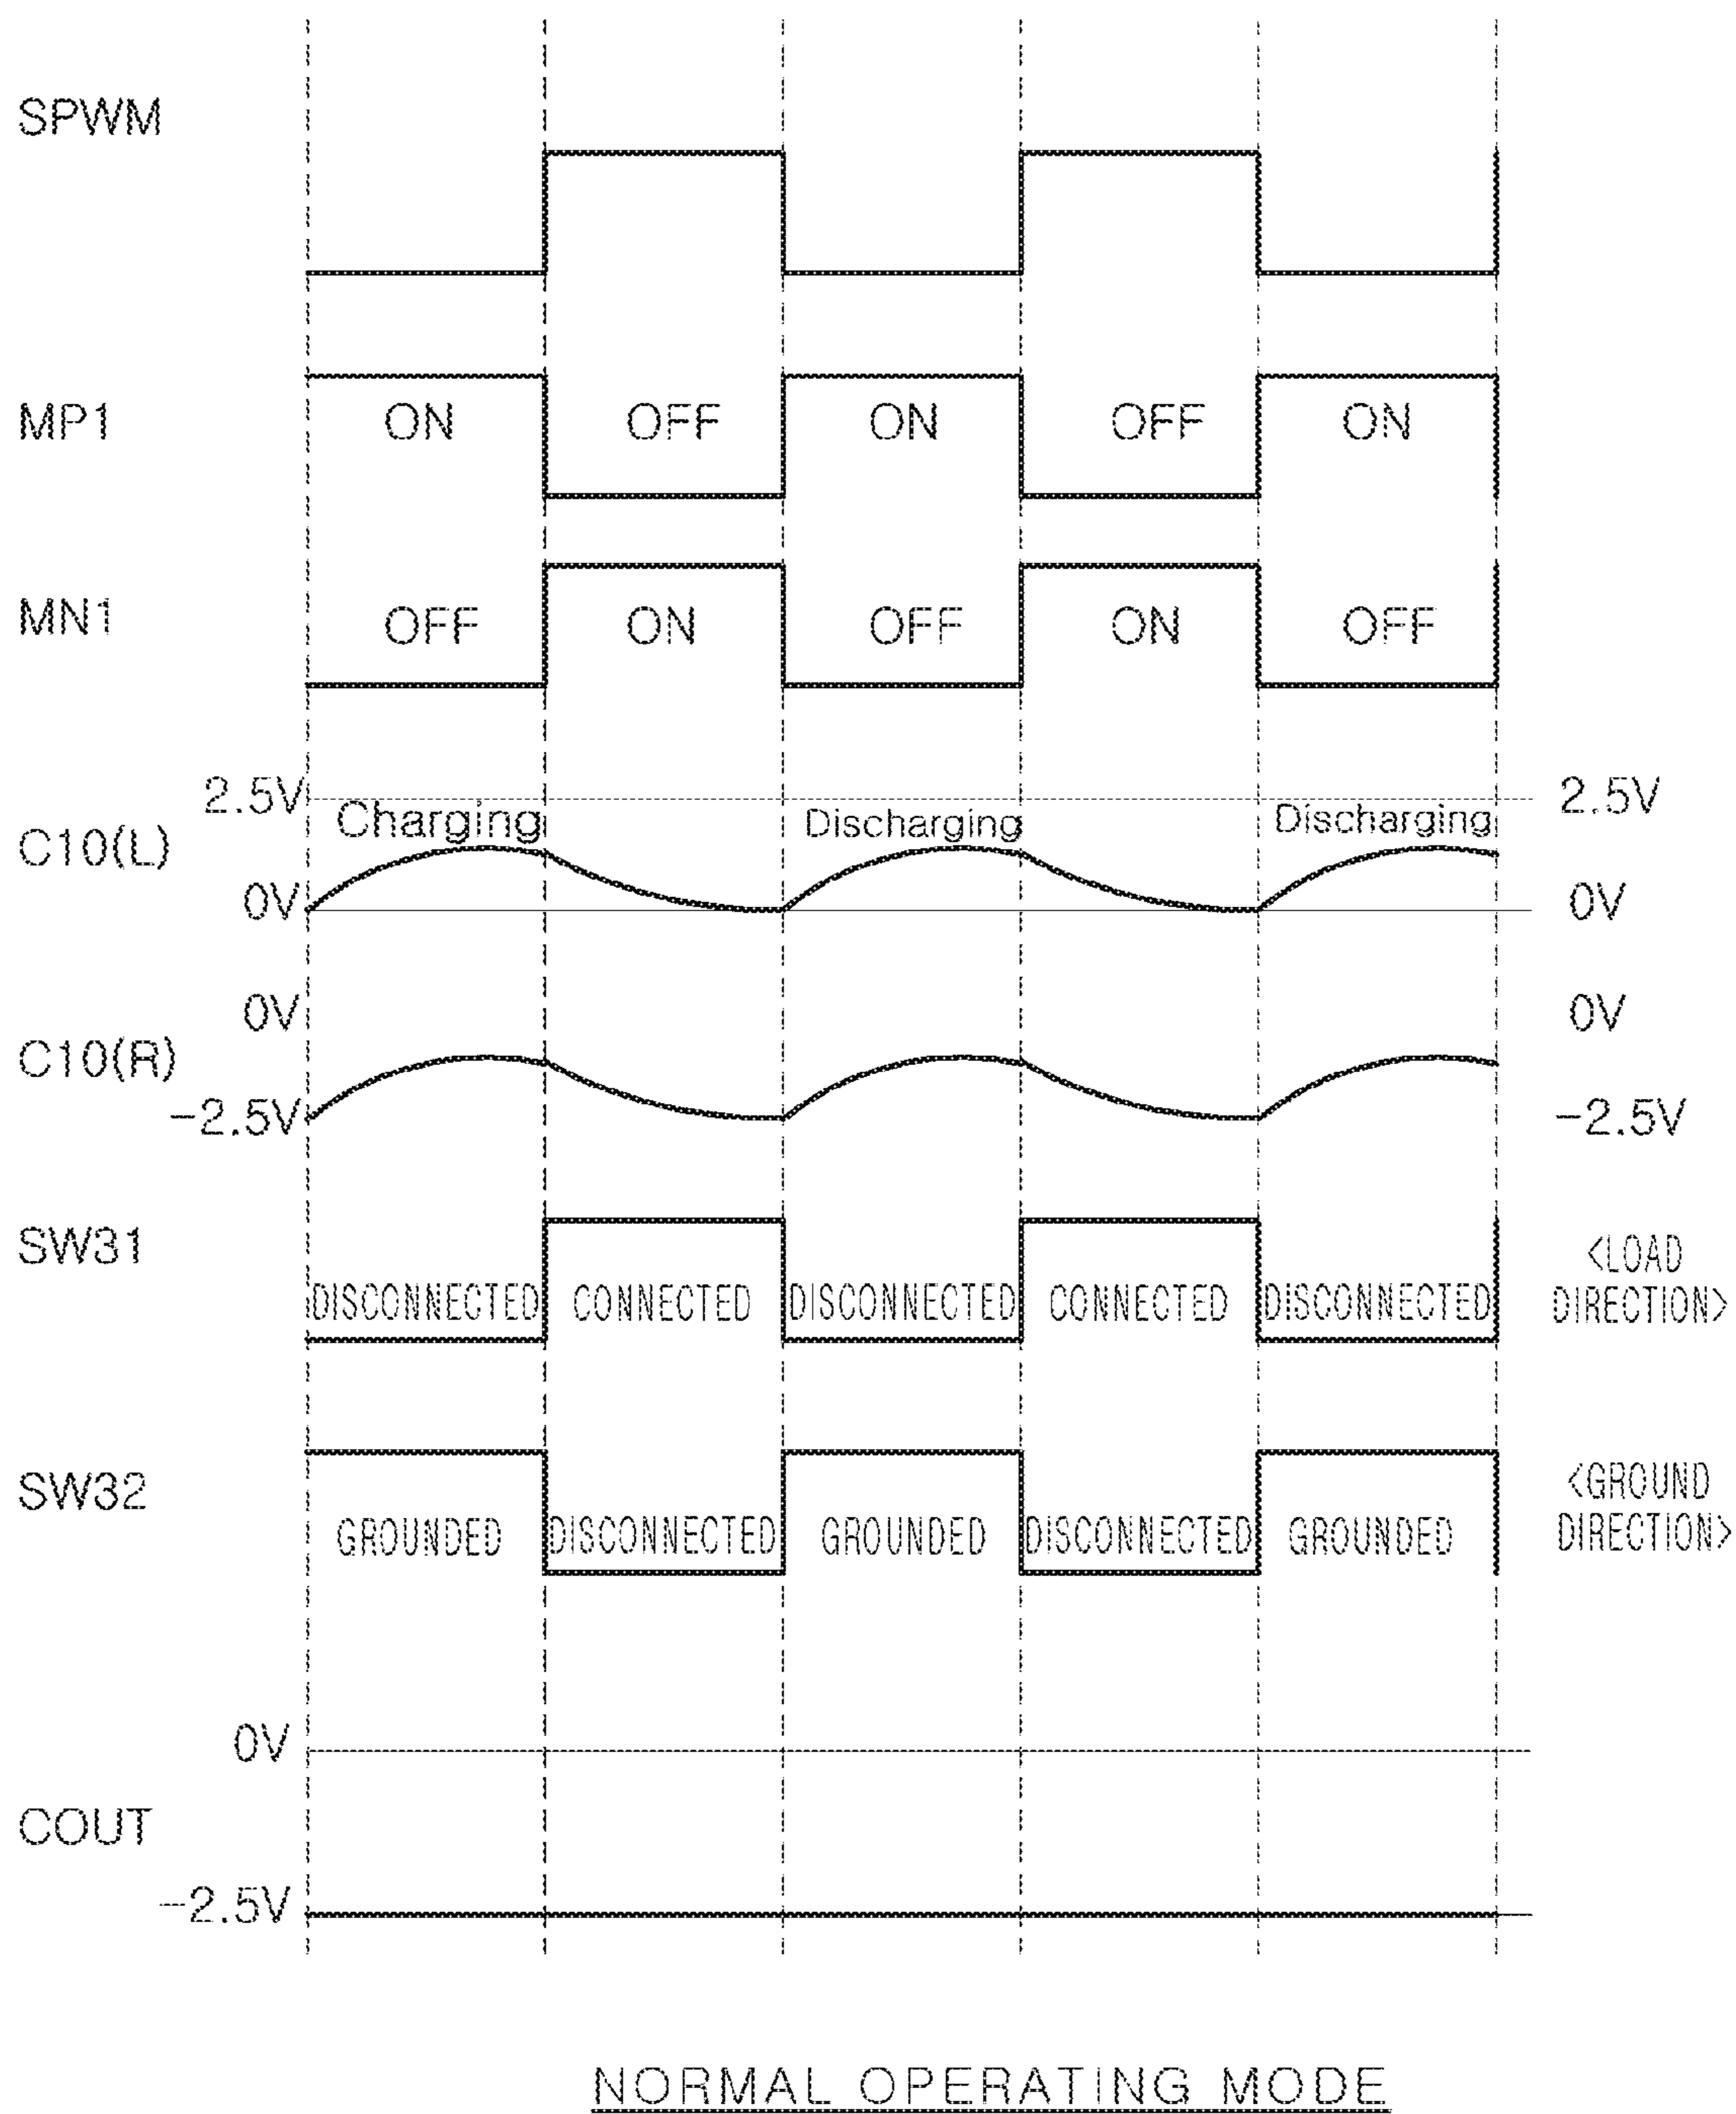 SPWM
MP1
ON OFF ON OFF ON
MN1
OFF ON OFF ON OFF
2.5V 2.5V
Charging Discharging Discharging
C10(L)
0V 0V
0V 0V
C10(R)
-2.5V -2.5V
SW31
<LOAD
DIRECTION>
DISCONNECTED CONNECTED DISCONNECTED CONNECTED DISCONNECTED
SW32
<GROUND
DIRECTION>
GROUNDED DISCONNECTED GROUNDED DISCONNECTED GROUNDED
0V
COUT
-2.5V
NORMAL OPERATING MODE